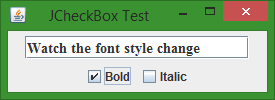 JCheckBox Test
Watch the font style change
Bold Italic